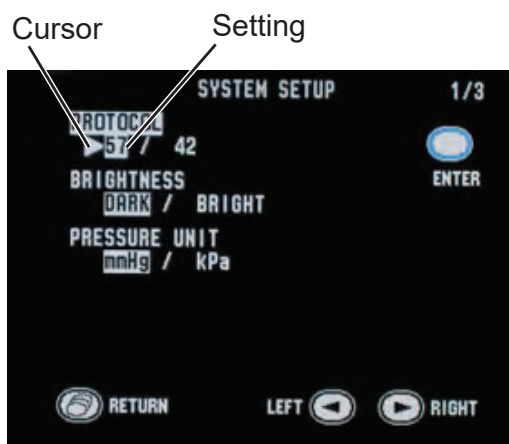 Cursor Setting
SYSTEM SETUP 1/3
PROTOCOL
57 / 42
BRIGHTNESS ENTER
DARK / BRIGHT
PRESSURE UNIT
mmHg / kPa
RETURN LEFT RIGHT